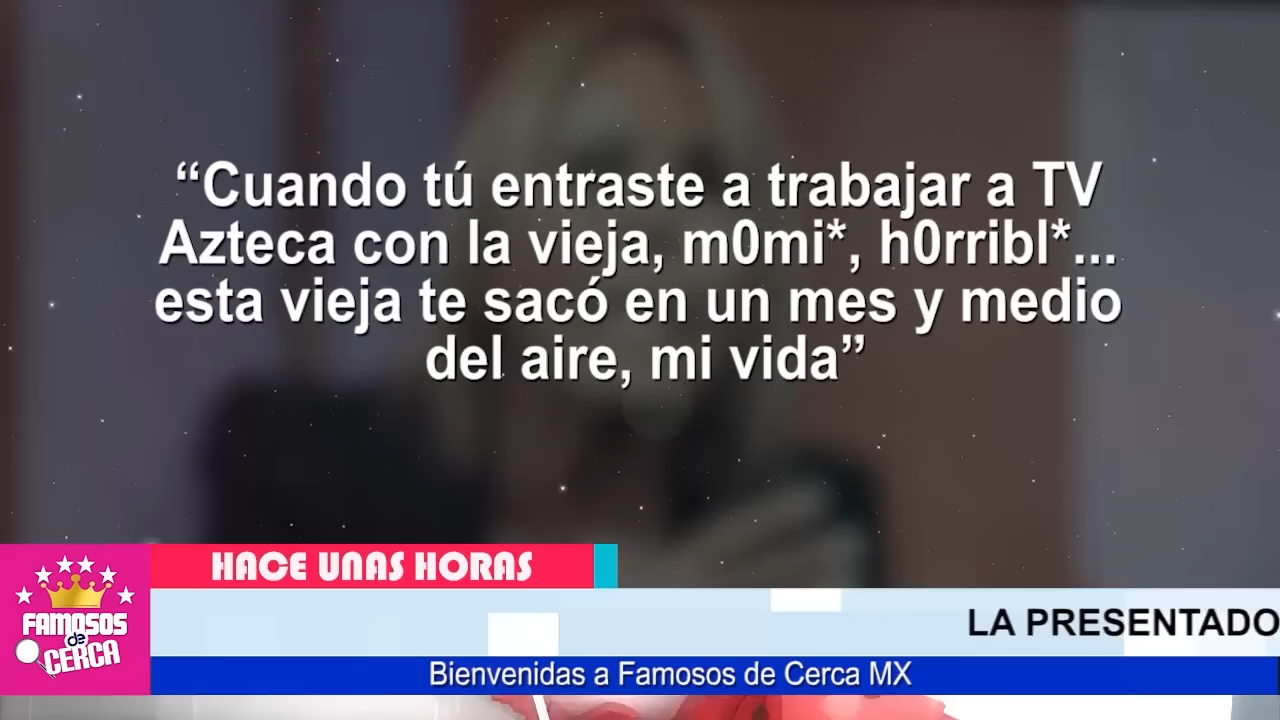 “Cuando tú entraste a trabajar a TV
Azteca con la vieja, m0mi*, h0rribl*...
esta vieja te sacó en un mes y medio
del aire, mi vida”
HACE UNAS HORAS
FAMOSOS
de
CERCA
LA PRESENTADO
Bienvenidas a Famosos de Cerca MX